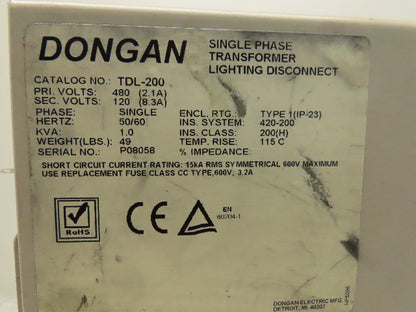 DONGAN
SINGLE PHASE
TRANSFORMER
LIGHTING DISCONNECT
CATALOG NO.: TDL-200
PRI. VOLTS: 480 (2.1A)
SEC. VOLTS: 120 (8.3A)
PHASE: SINGLE ENCL. RTG.: TYPE 1(IP-23)
HERTZ: 50/60 INS. SYSTEM: 420-200
KVA: 1.0 INS. CLASS: 200(H)
WEIGHT(LBS.): 49 TEMP. RISE: 115 C
SERIAL NO.: P08058 % IMPEDANCE:
SHORT CIRCUIT CURRENT RATING: 15kA RMS SYMMETRICAL 600V MAXIMUM
USE REPLACEMENT FUSE CLASS CC TYPE, 600V, 3.2A
RoHS
CE
EN
60204-1
DONGAN ELECTRIC MFG
DETROIT, MI. 48207